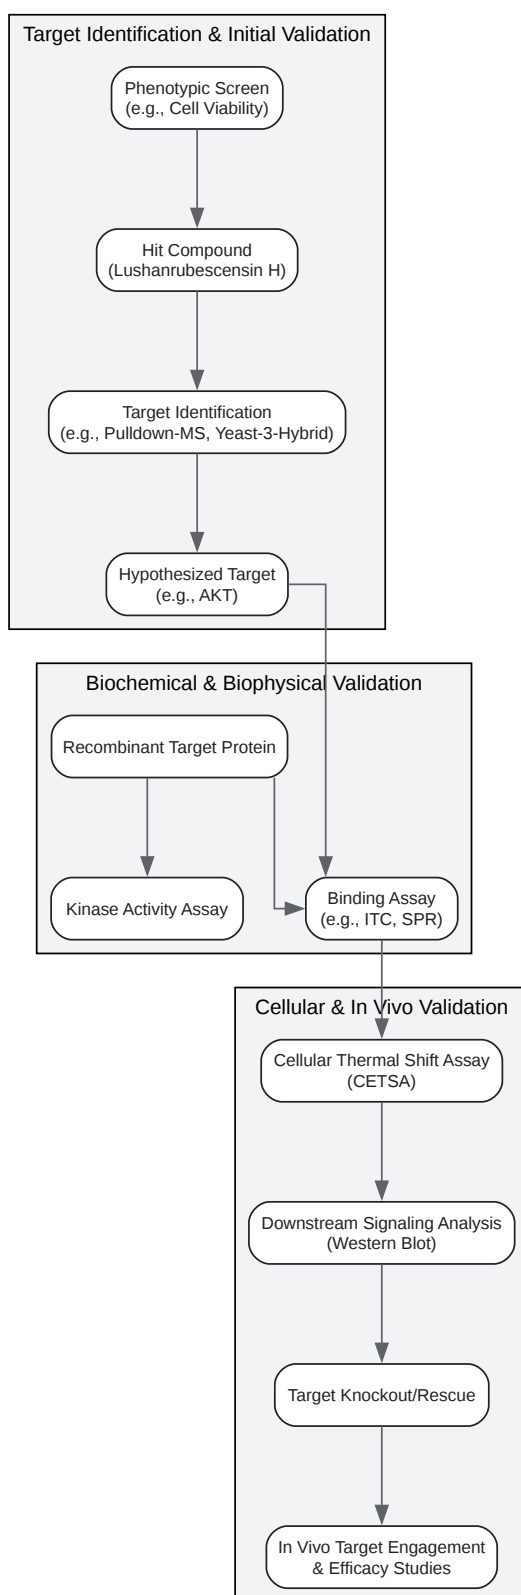 Target Identification & Initial Validation
Phenotypic Screen
(e.g., Cell Viability)
Hit Compound
(Lushanrubescensin H)
Target Identification
(e.g., Pulldown-MS, Yeast-3-Hybrid)
Hypothesized Target
(e.g., AKT)
Biochemical & Biophysical Validation
Recombinant Target Protein
Kinase Activity Assay
Binding Assay
(e.g., ITC, SPR)
Cellular & In Vivo Validation
Cellular Thermal Shift Assay
(CETSA)
Downstream Signaling Analysis
(Western Blot)
Target Knockout/Rescue
In Vivo Target Engagement
& Efficacy Studies